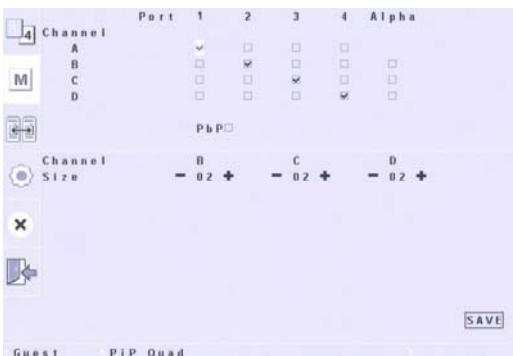 Port 1 2 3 4 Alpha
4
Channel
A
B
M
C
D
PbP
Channel B C D
Size - 02 + - 02 + - 02 +
SAVE
Guest PiP Quad